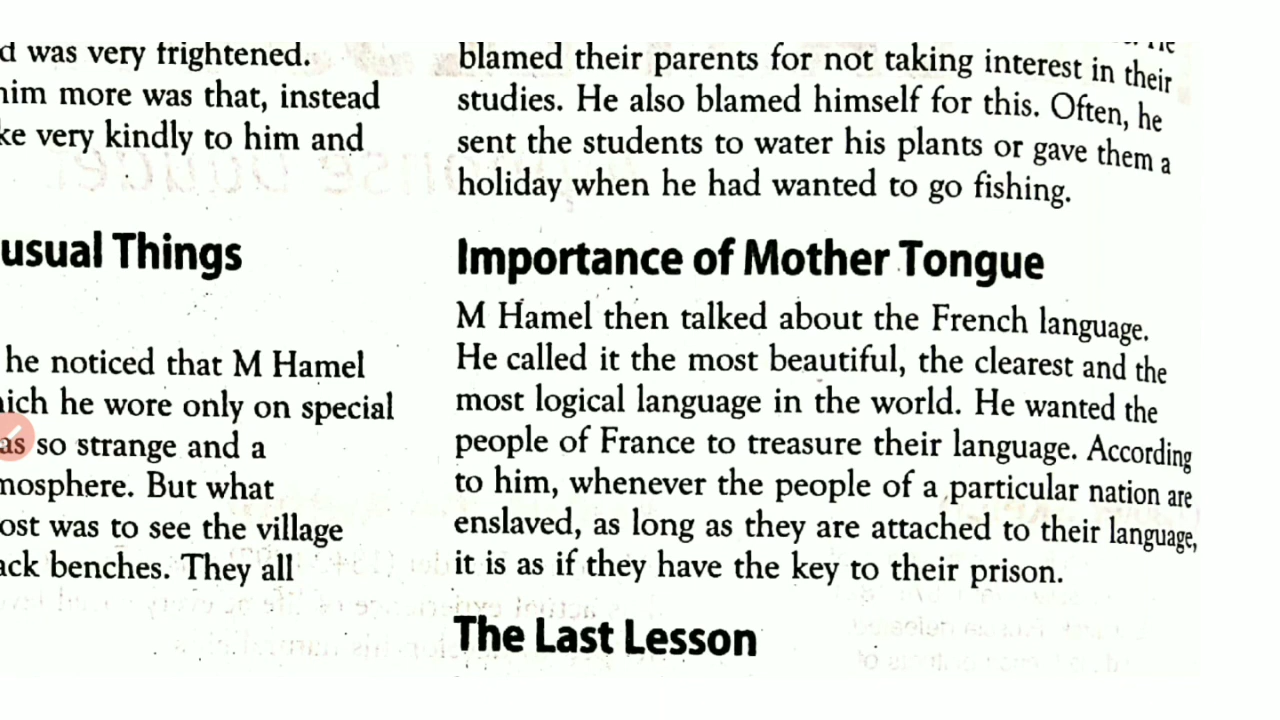 d was very frightened.
him more was that, instead
ke very kindly to him and
usual Things
he noticed that M Hamel
hich he wore only on special
as so strange and a
mosphere. But what
ost was to see the village
ack benches. They all
blamed their parents for not taking interest in their
studies. He also blamed himself for this. Often, he
sent the students to water his plants or gave them a
holiday when he had wanted to go fishing.
Importance of Mother Tongue
M Hamel then talked about the French language.
He called it the most beautiful, the clearest and the
most logical language in the world. He wanted the
people of France to treasure their language. According
to him, whenever the people of a particular nation are
enslaved, as long as they are attached to their language,
it is as if they have the key to their prison.
The Last Lesson